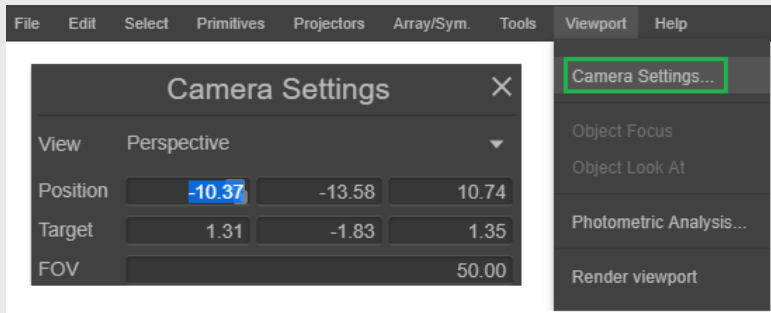 File Edit Select Primitives Projectors Array/Sym. Tools Viewport Help
Camera Settings
View Perspective
Position -10.37 -13.58 10.74
Target 1.31 -1.83 1.35
FOV 50.00
Camera Settings...
Object Focus
Object Look At
Photometric Analysis...
Render viewport